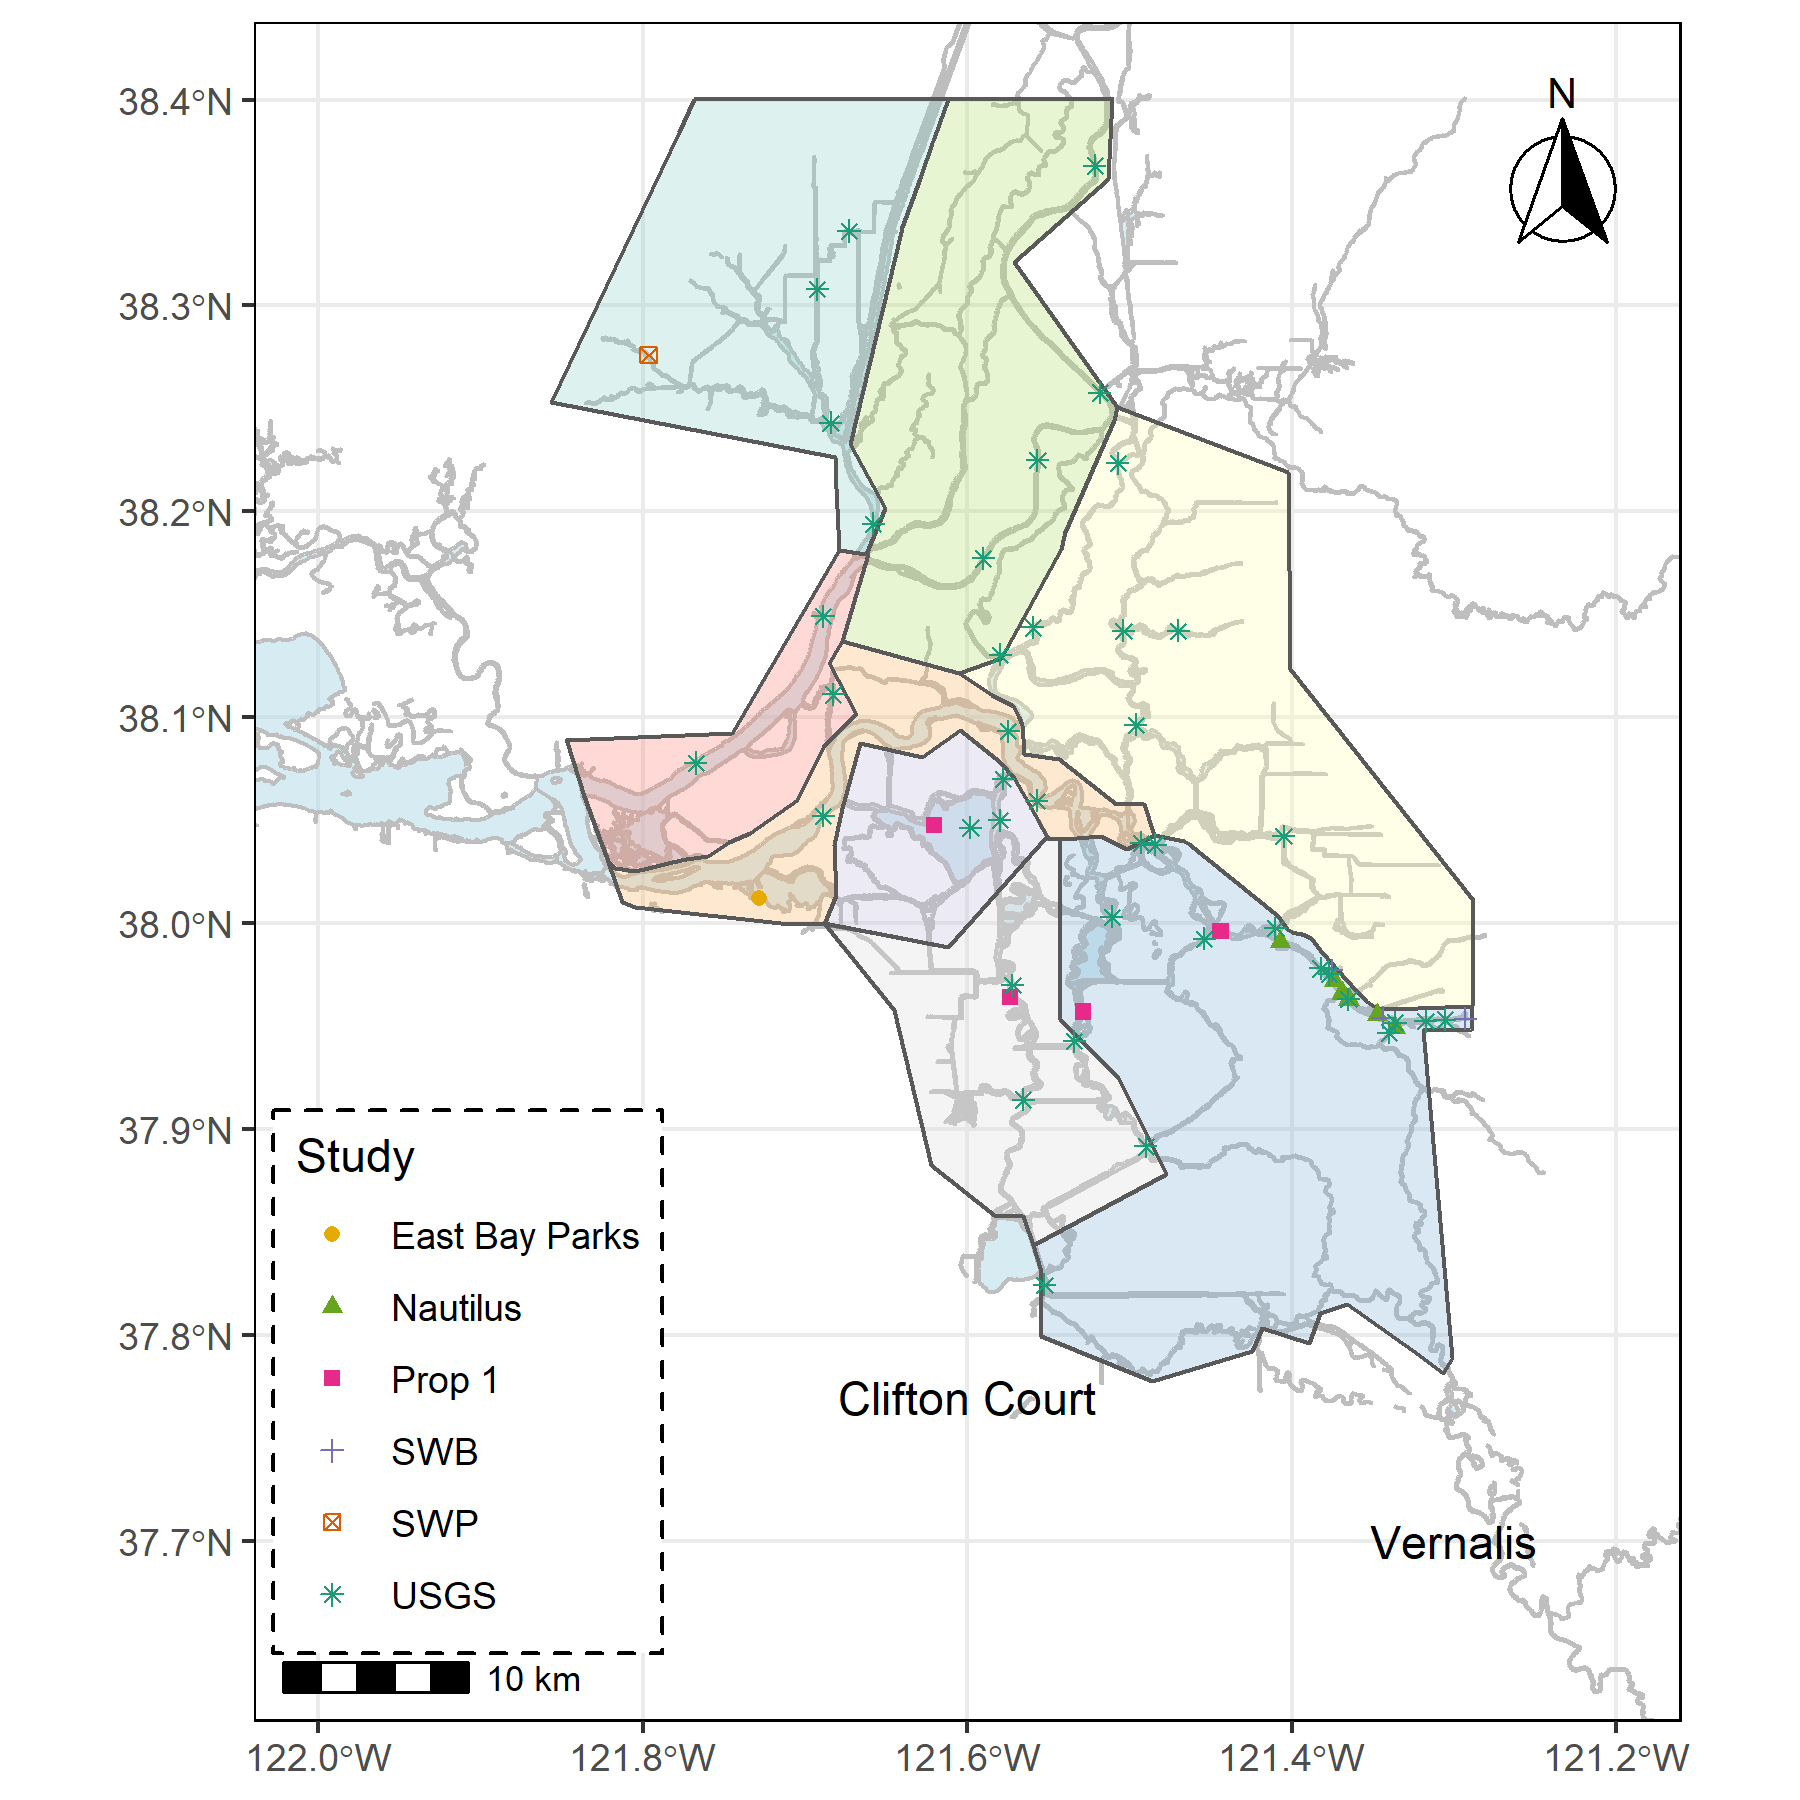 38.4°N
N
38.3°N
38.2°N
38.1°N
38.0°N
37.9°N
Study
East Bay Parks
Nautilus
37.8°N
Prop 1
Clifton Court
SWB
SWP
37.7°N
Vernalis
USGS
10 km
122.0°W 121.8°W 121.6°W 121.4°W 121.2°W